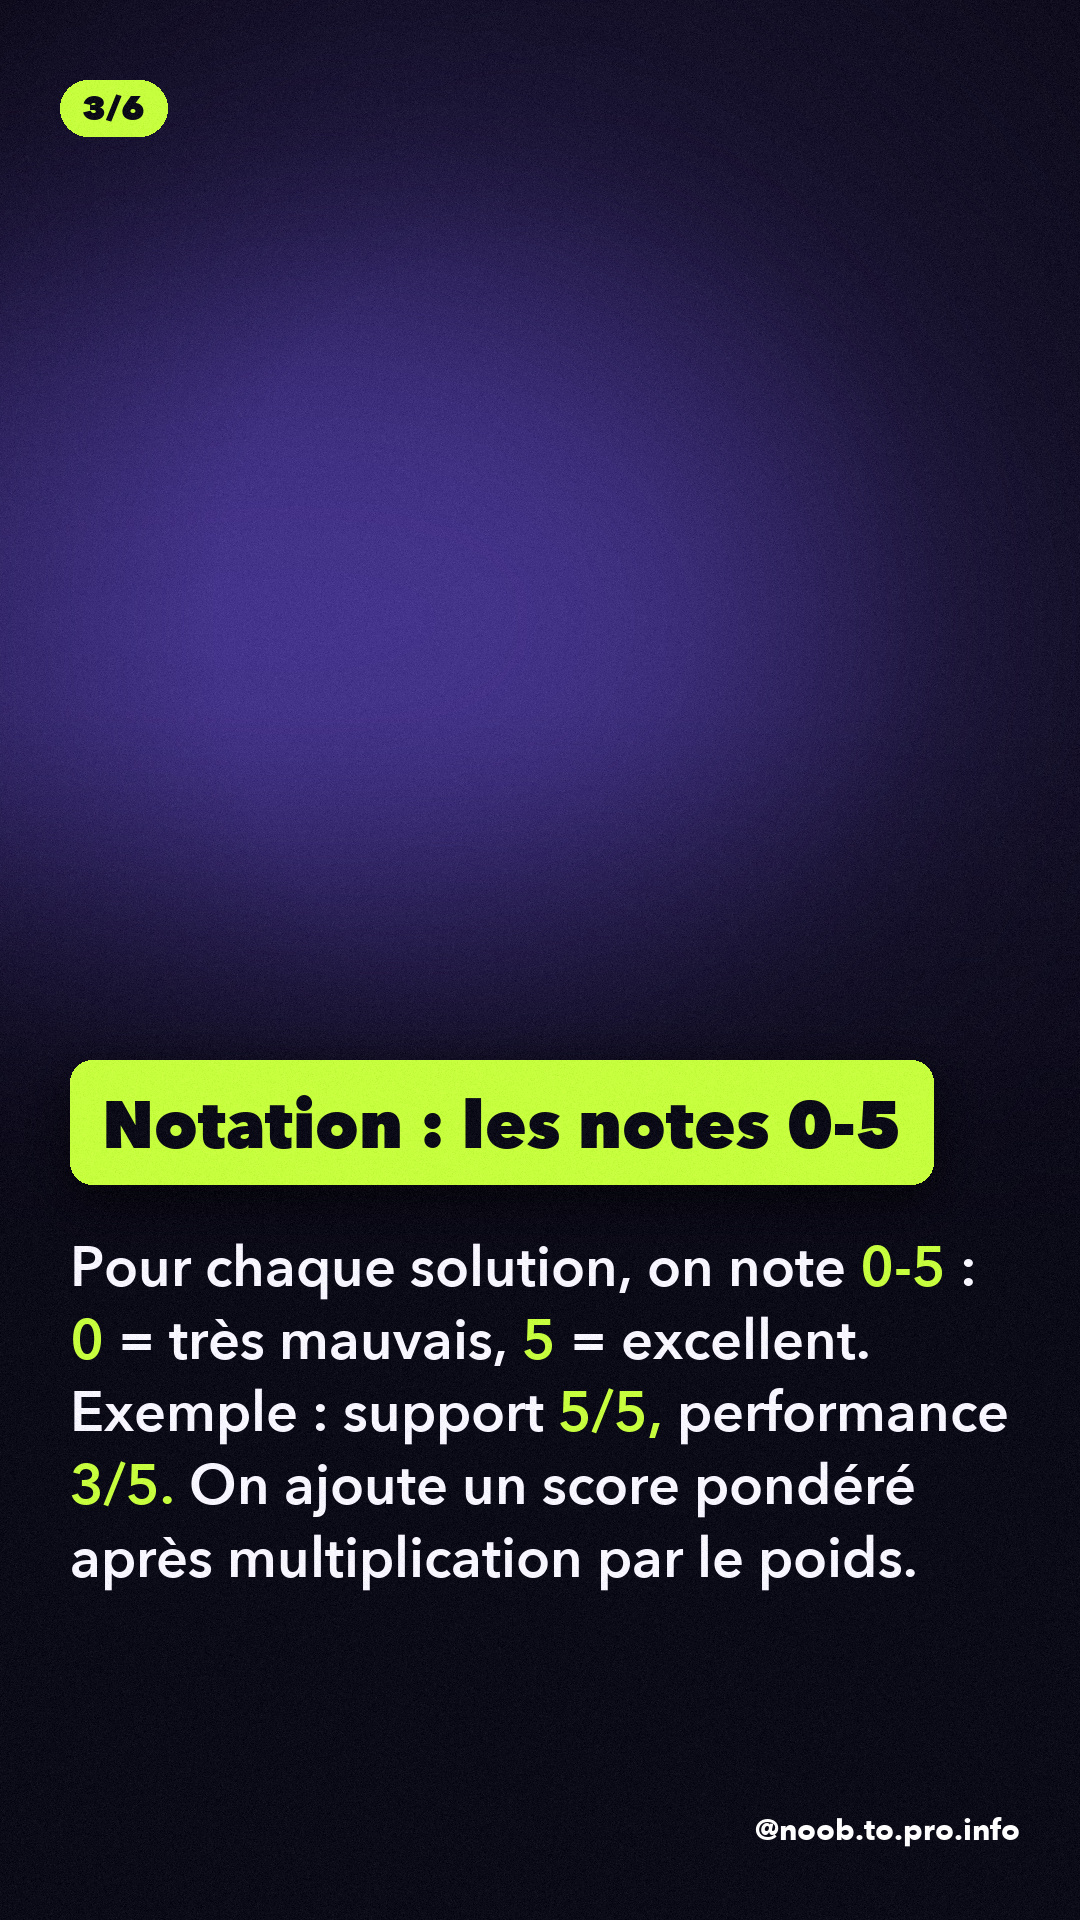 3/6
Notation : les notes 0-5
Pour chaque solution, on note 0-5 :
0 = très mauvais, 5 = excellent.
Exemple : support 5/5, performance
3/5. On ajoute un score pondéré
après multiplication par le poids.
@noob.to.pro.info